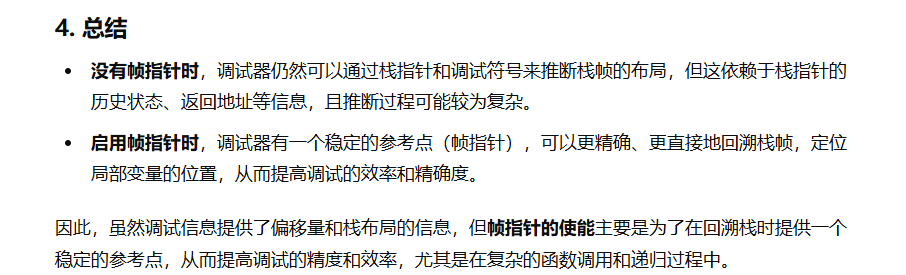 4. 总结
• 没有帧指针时，调试器仍然可以通过栈指针和调试符号来推断栈帧的布局，但这依赖于栈指针的
历史状态、返回地址等信息，且推断过程可能较为复杂。
• 启用帧指针时，调试器有一个稳定的参考点（帧指针），可以更精确、更直接地回溯栈帧，定位
局部变量的位置，从而提高调试的效率和精确度。
因此，虽然调试信息提供了偏移量和栈布局的信息，但帧指针的使能主要是为了在回溯栈时提供一个
稳定的参考点，从而提高调试的精度和效率，尤其是在复杂的函数调用和递归过程中。